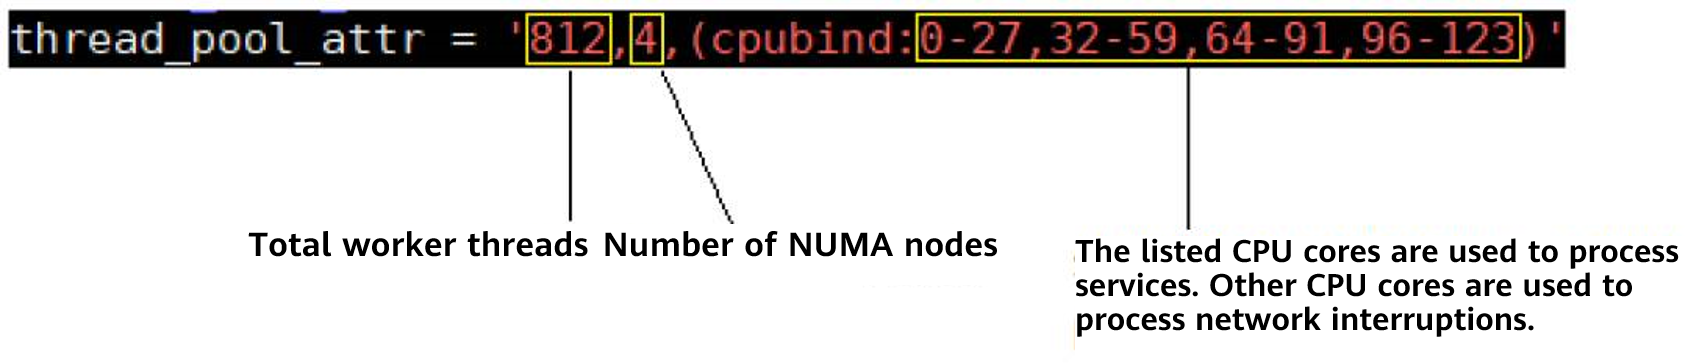 thread_pool_attr = '812,4,(cpubind:0-27,32-59,64-91,96-123)'
Total worker threads Number of NUMA nodes
The listed CPU cores are used to process
services. Other CPU cores are used to
process network interruptions.